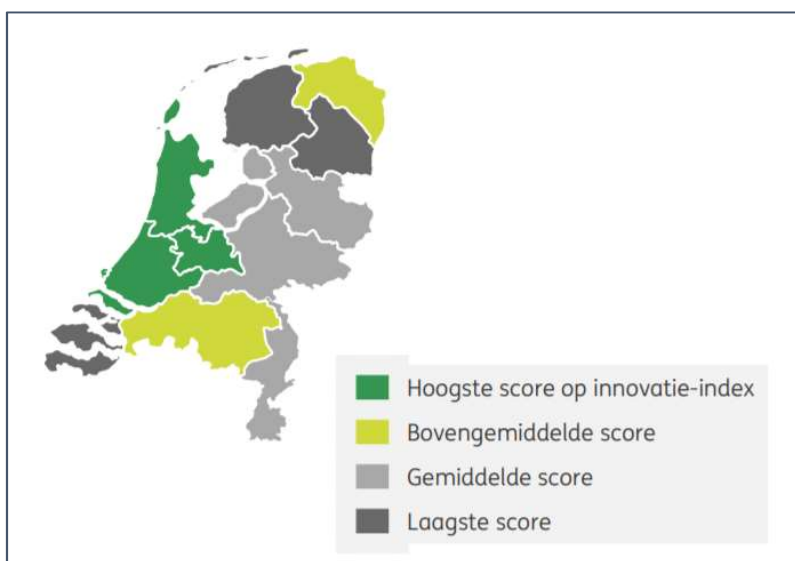 Hoogste score op innovatie-index
Bovengemiddelde score
Gemiddelde score
Laagste score